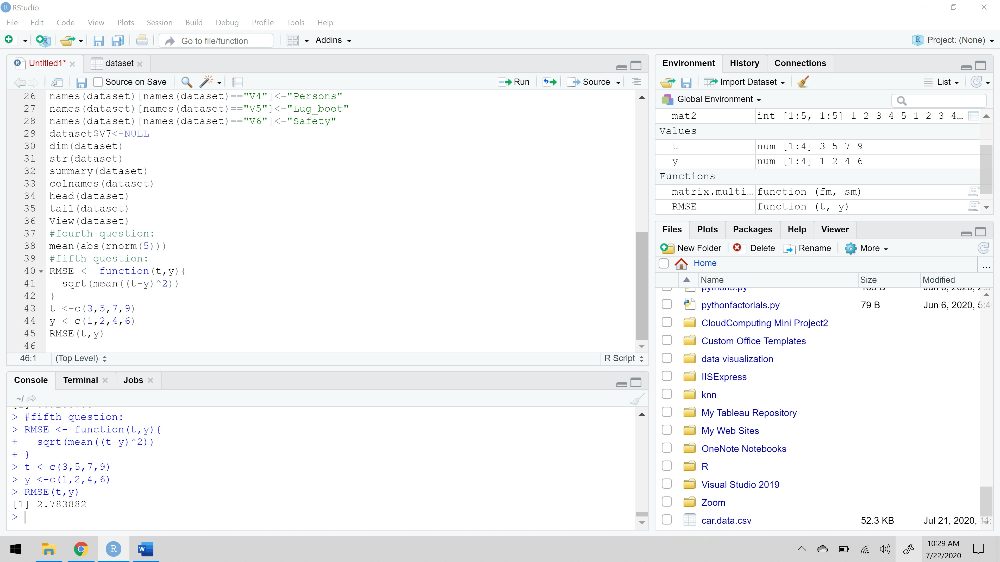 RStudio
File Edit Code View Plots Session Build Debug Profile Tools Help
Go to file/function Addins Project: (None)
Untitled1* dataset
Source on Save Run Source
26 names(dataset)[names(dataset)=="V4"]<-"Persons"
27 names(dataset)[names(dataset)=="V5"]<-"Lug_boot"
28 names(dataset)[names(dataset)=="V6"]<-"Safety"
29 dataset$V7<-NULL
30 dim(dataset)
31 str(dataset)
32 summary(dataset)
33 colnames(dataset)
34 head(dataset)
35 tail(dataset)
36 View(dataset)
37 #fourth question:
38 mean(abs(rnorm(5)))
39 #fifth question:
40 RMSE <- function(t,y){
41   sqrt(mean((t-y)^2))
42 }
43 t <-c(3,5,7,9)
44 y <-c(1,2,4,6)
45 RMSE(t,y)
46
46:1 (Top Level) R Script
Console Terminal Jobs
~/
> #fifth question:
> RMSE <- function(t,y){
+   sqrt(mean((t-y)^2))
+ }
> t <-c(3,5,7,9)
> y <-c(1,2,4,6)
> RMSE(t,y)
[1] 2.783882
>
Environment History Connections
Import Dataset List
Global Environment
mat2 int [1:5, 1:5] 1 2 3 4 5 1 2 3 4...
Values
t num [1:4] 3 5 7 9
y num [1:4] 1 2 4 6
Functions
matrix.multi... function (fm, sm)
RMSE function (t, y)
Files Plots Packages Help Viewer
New Folder Delete Rename More
Home ...
Name Size Modified
pythonfactorials.py 79 B Jun 6, 2020, 5:4
CloudComputing Mini Project2
Custom Office Templates
data visualization
IISExpress
knn
My Tableau Repository
My Web Sites
OneNote Notebooks
R
Visual Studio 2019
Zoom
car.data.csv 52.3 KB Jul 21, 2020, 11:
10:29 AM
7/22/2020